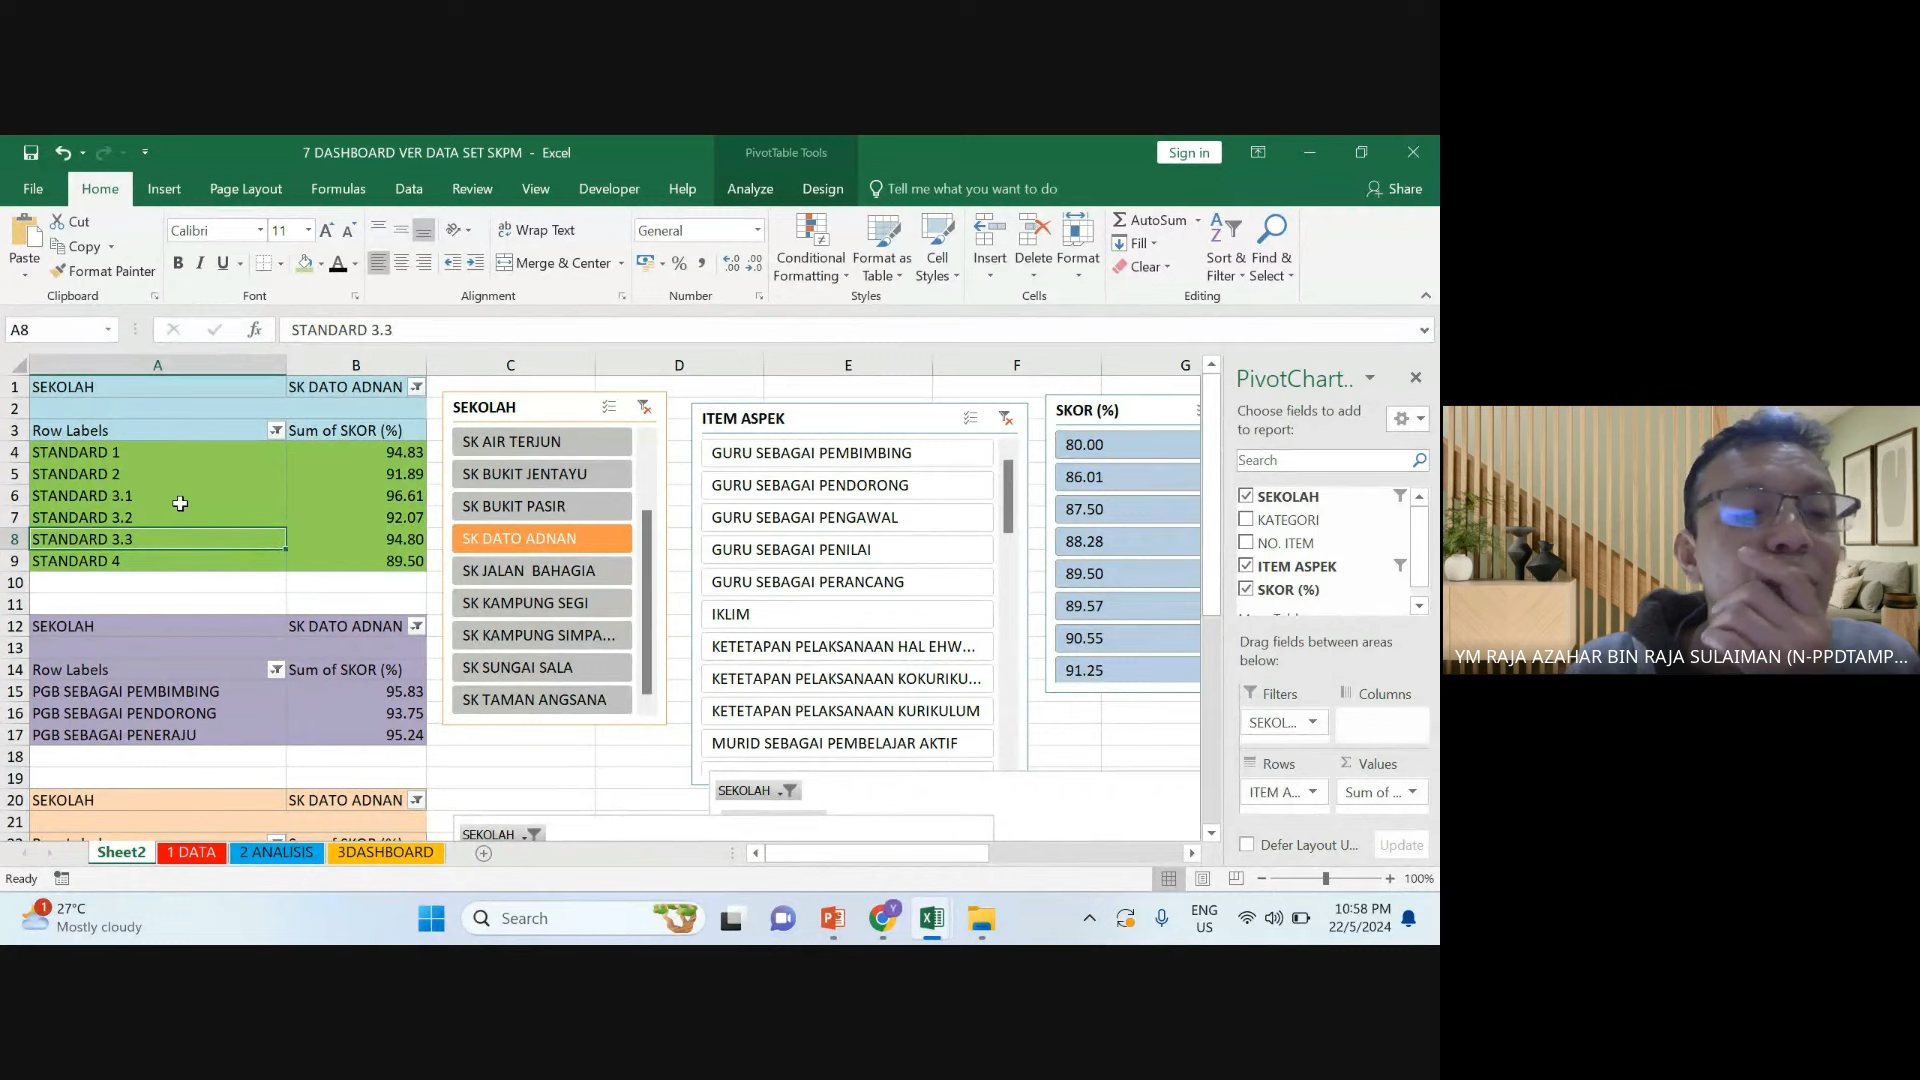 7 DASHBOARD VER DATA SET SKPM - Excel
PivotTable Tools
Sign in
File Home Insert Page Layout Formulas Data Review View Developer Help Analyze Design Tell me what you want to do Share
Paste
Cut
Copy
Format Painter
Clipboard
Calibri 11
B I U
Font
Wrap Text
Merge & Center
Alignment
General
Number
Conditional Formatting
Format as Table
Cell Styles
Styles
Insert Delete Format
Cells
AutoSum
Fill
Clear
Sort & Filter
Find & Select
Editing
A8 fx STANDARD 3.3
A B C D E F G
1 SEKOLAH SK DATO ADNAN
2
3 Row Labels Sum of SKOR (%)
4 STANDARD 1 94.83
5 STANDARD 2 91.89
6 STANDARD 3.1 96.61
7 STANDARD 3.2 92.07
8 STANDARD 3.3 94.80
9 STANDARD 4 89.50
10
11
12 SEKOLAH SK DATO ADNAN
13
14 Row Labels Sum of SKOR (%)
15 PGB SEBAGAI PEMBIMBING 95.83
16 PGB SEBAGAI PENDORONG 93.75
17 PGB SEBAGAI PENERAJU 95.24
18
19
20 SEKOLAH SK DATO ADNAN
21
SEKOLAH
SK AIR TERJUN
SK BUKIT JENTAYU
SK BUKIT PASIR
SK DATO ADNAN
SK JALAN  BAHAGIA
SK KAMPUNG SEGI
SK KAMPUNG SIMPA...
SK SUNGAI SALA
SK TAMAN ANGSANA
ITEM ASPEK
GURU SEBAGAI PEMBIMBING
GURU SEBAGAI PENDORONG
GURU SEBAGAI PENGAWAL
GURU SEBAGAI PENILAI
GURU SEBAGAI PERANCANG
IKLIM
KETETAPAN PELAKSANAAN HAL EHW...
KETETAPAN PELAKSANAAN KOKURIKU...
KETETAPAN PELAKSANAAN KURIKULUM
MURID SEBAGAI PEMBELAJAR AKTIF
SKOR (%)
80.00
86.01
87.50
88.28
89.50
89.57
90.55
91.25
SEKOLAH
SEKOLAH
PivotChart..
Choose fields to add
to report:
Search
SEKOLAH
KATEGORI
NO. ITEM
ITEM ASPEK
SKOR (%)
Drag fields between areas
below:
Filters Columns
SEKOL...
Rows Σ Values
ITEM A... Sum of ...
Defer Layout U... Update
Sheet2 1 DATA 2 ANALISIS 3DASHBOARD
Ready 100%
1 27°C
Mostly cloudy
Search
ENG
US
10:58 PM
22/5/2024
YM RAJA AZAHAR BIN RAJA SULAIMAN (N-PPDTAMP...